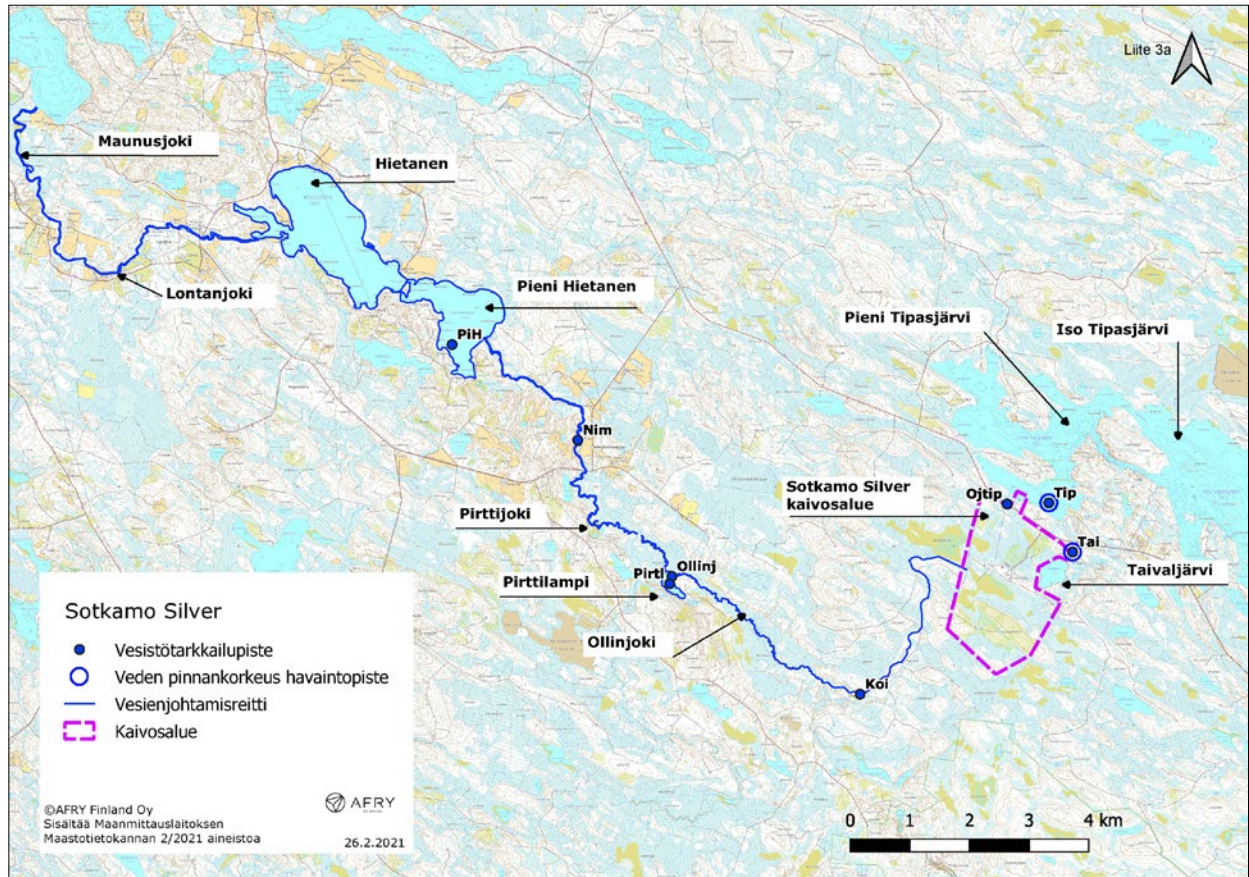 Liite 3a
Maunusjoki
Hietanen
Lontanjoki
Pieni Hietanen
PiH
Pieni Tipasjärvi
Iso Tipasjärvi
Nim
Sotkamo Silver
kaivosalue
Ojtip
Tip
Pirttijoki
Tai
Pirtl
Ollinj
Taivaljärvi
Pirttilampi
Ollinjoki
Koi
Sotkamo Silver
Vesistötarkkailupiste
Veden pinnankorkeus havaintopiste
Vesienjohtamisreitti
Kaivosalue
©AFRY Finland Oy
Sisältää Maanmittauslaitoksen
Maastotietokannan 2/2021 aineistoa
AFRY
26.2.2021
0 1 2 3 4 km